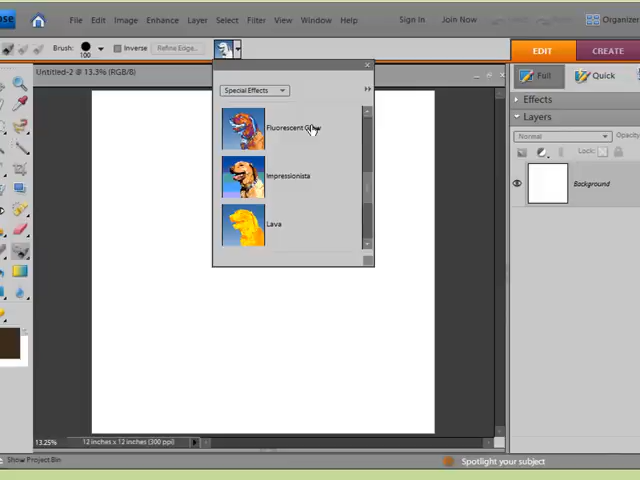 File Edit Image Enhance Layer Select Filter View Window Help Sign In Join Now Organizer
Brush: 100 Inverse Refine Edge... EDIT CREATE
Untitled-2 @ 13.3% (RGB/8) Full Quick
Special Effects Effects
Layers
Fluorescent Glow Normal Opacity:
Lock:
Impressionista Background
Lava
13.25% 12 inches x 12 inches (300 ppi)
Show Project Bin Spotlight your subject